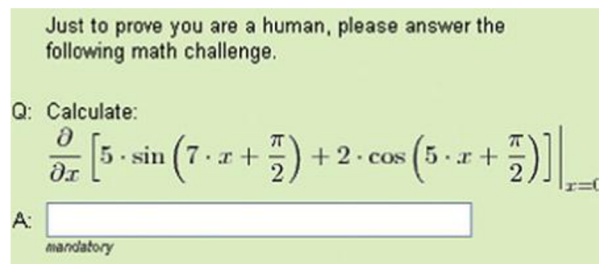 Just to prove you are a human, please answer the
following math challenge.
Q: Calculate:
∂/∂x [5 · sin (7 · x + π/2) + 2 · cos (5 · x + π/2)]|x=0
A:
mandatory